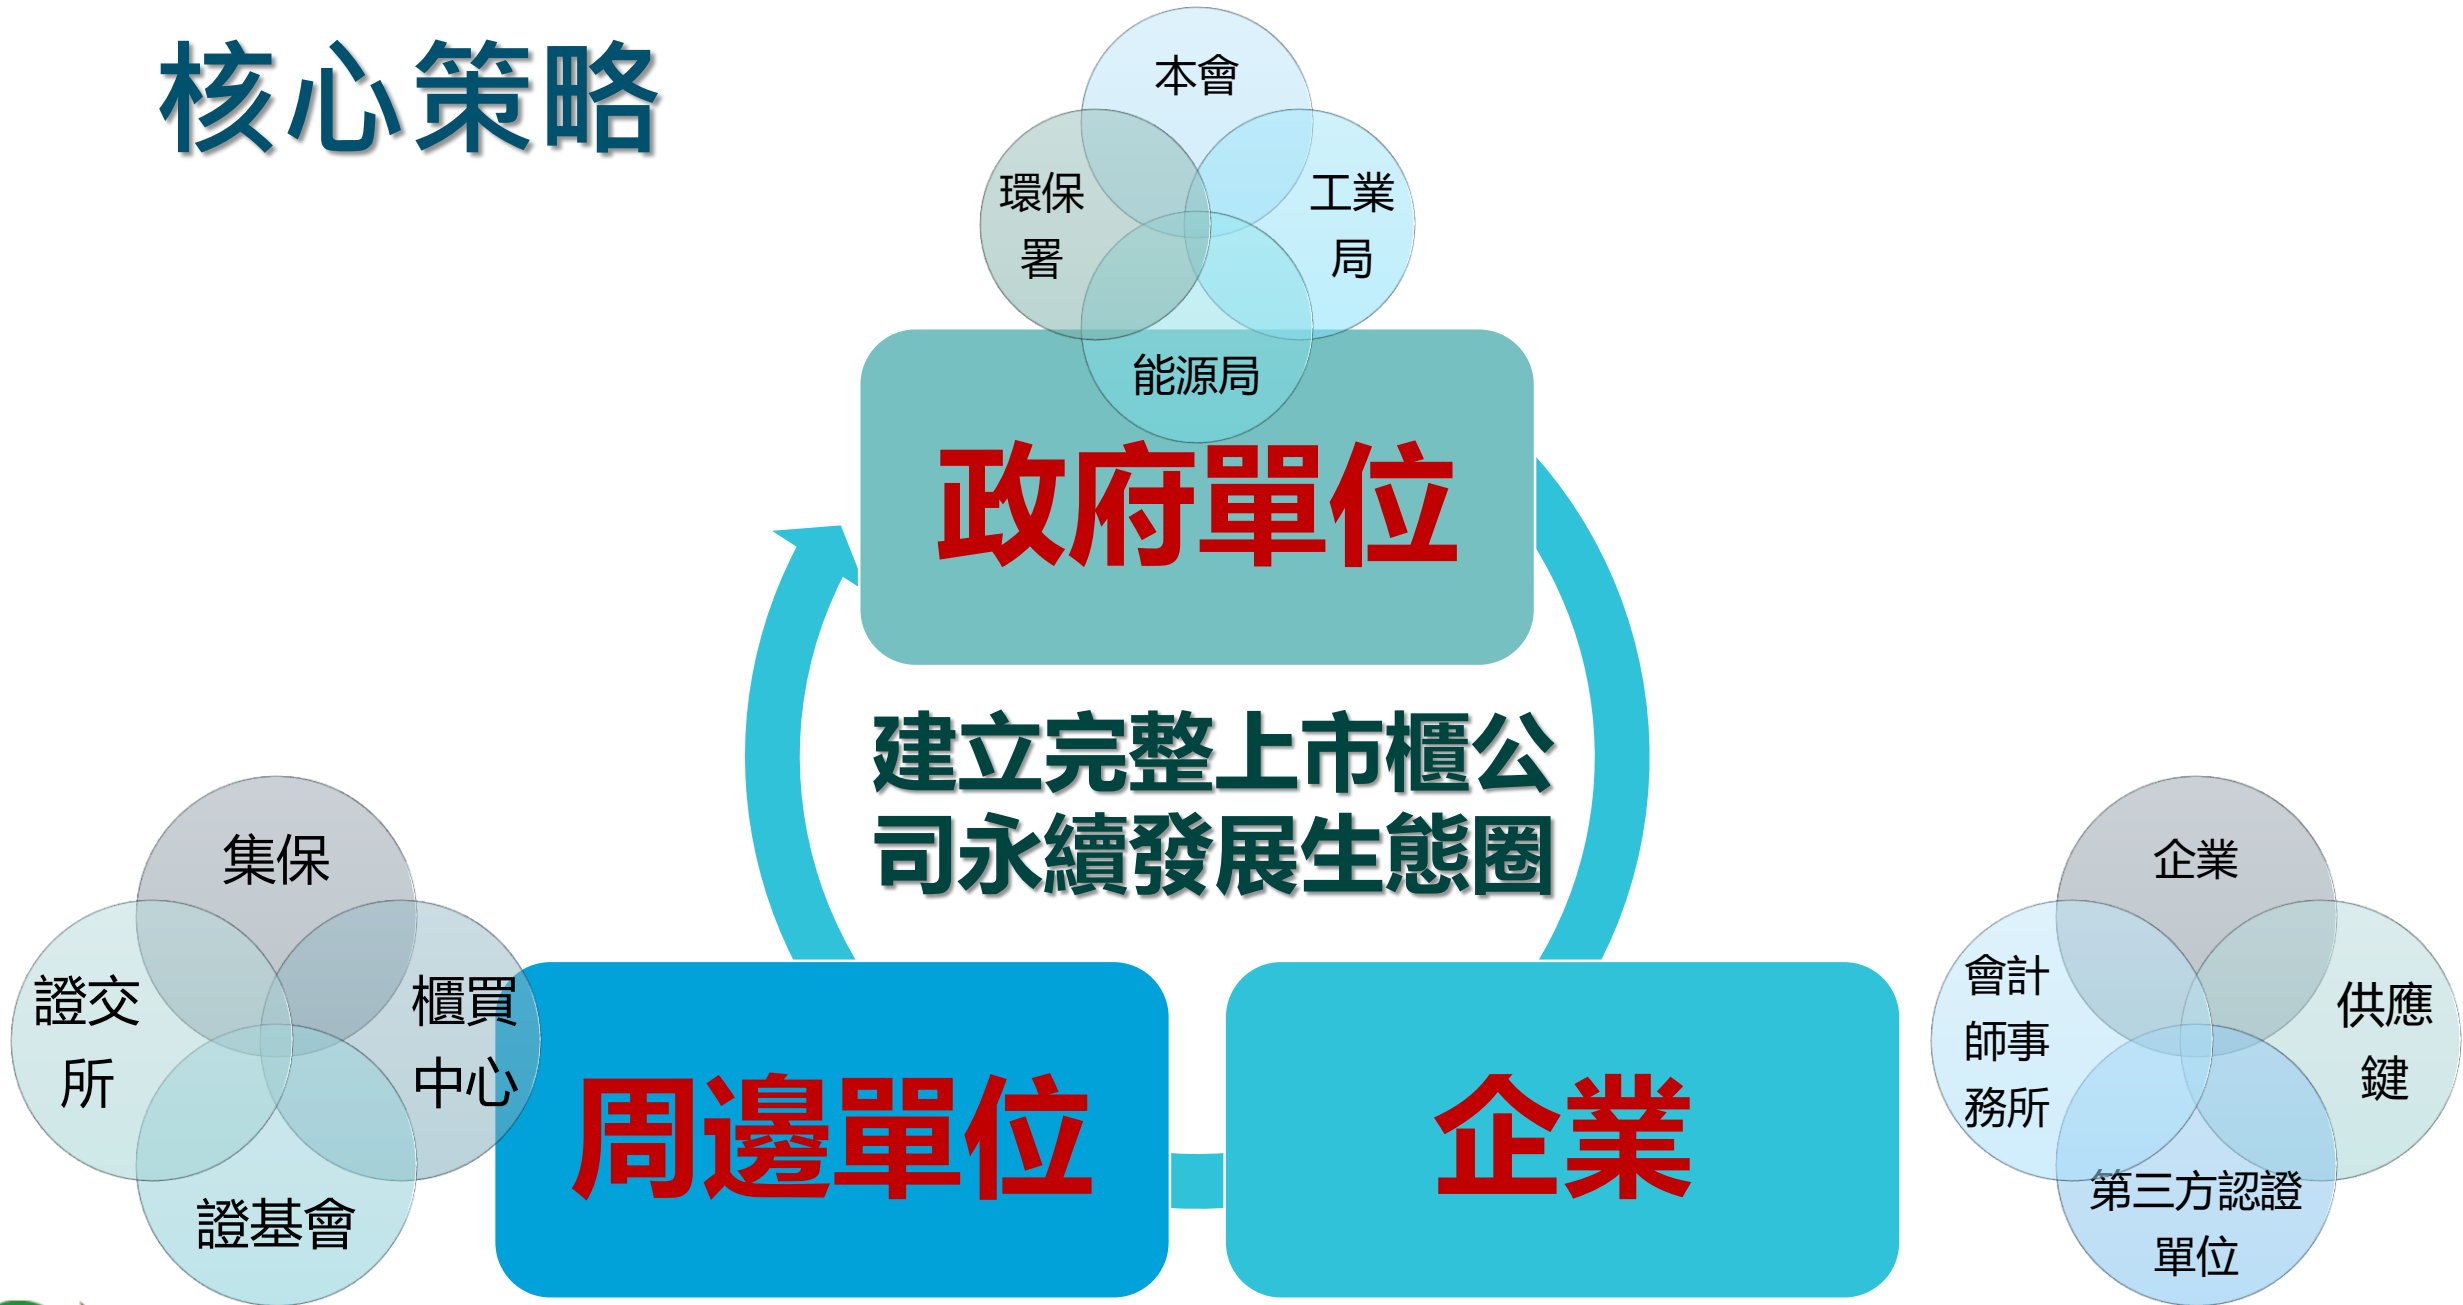 核心策略
本會
環保
署
工業
局
能源局
政府單位
建立完整上市櫃公
司永續發展生態圈
集保
證交
所
櫃買
中心
證基會
周邊單位
企業
企業
會計
師事
務所
供應
鍵
第三方認證
單位